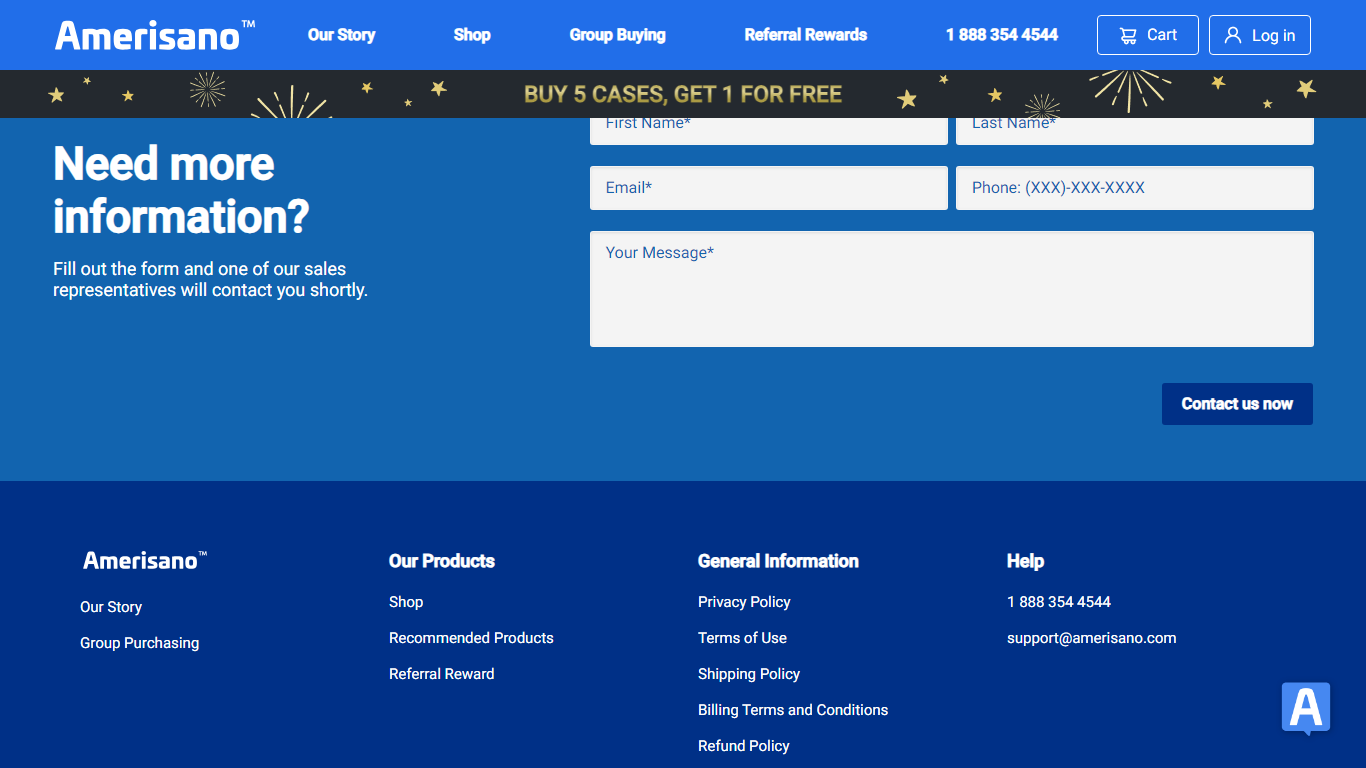 Amerisano™
Our Story
Shop
Group Buying
Referral Rewards
1 888 354 4544
Cart
Log in
BUY 5 CASES, GET 1 FOR FREE
Need more
information?
Fill out the form and one of our sales
representatives will contact you shortly.
First Name*
Last Name*
Email*
Phone: (XXX)-XXX-XXXX
Your Message*
Contact us now
Amerisano™
Our Story
Group Purchasing
Our Products
Shop
Recommended Products
Referral Reward
General Information
Privacy Policy
Terms of Use
Shipping Policy
Billing Terms and Conditions
Refund Policy
Help
1 888 354 4544
support@amerisano.com
A